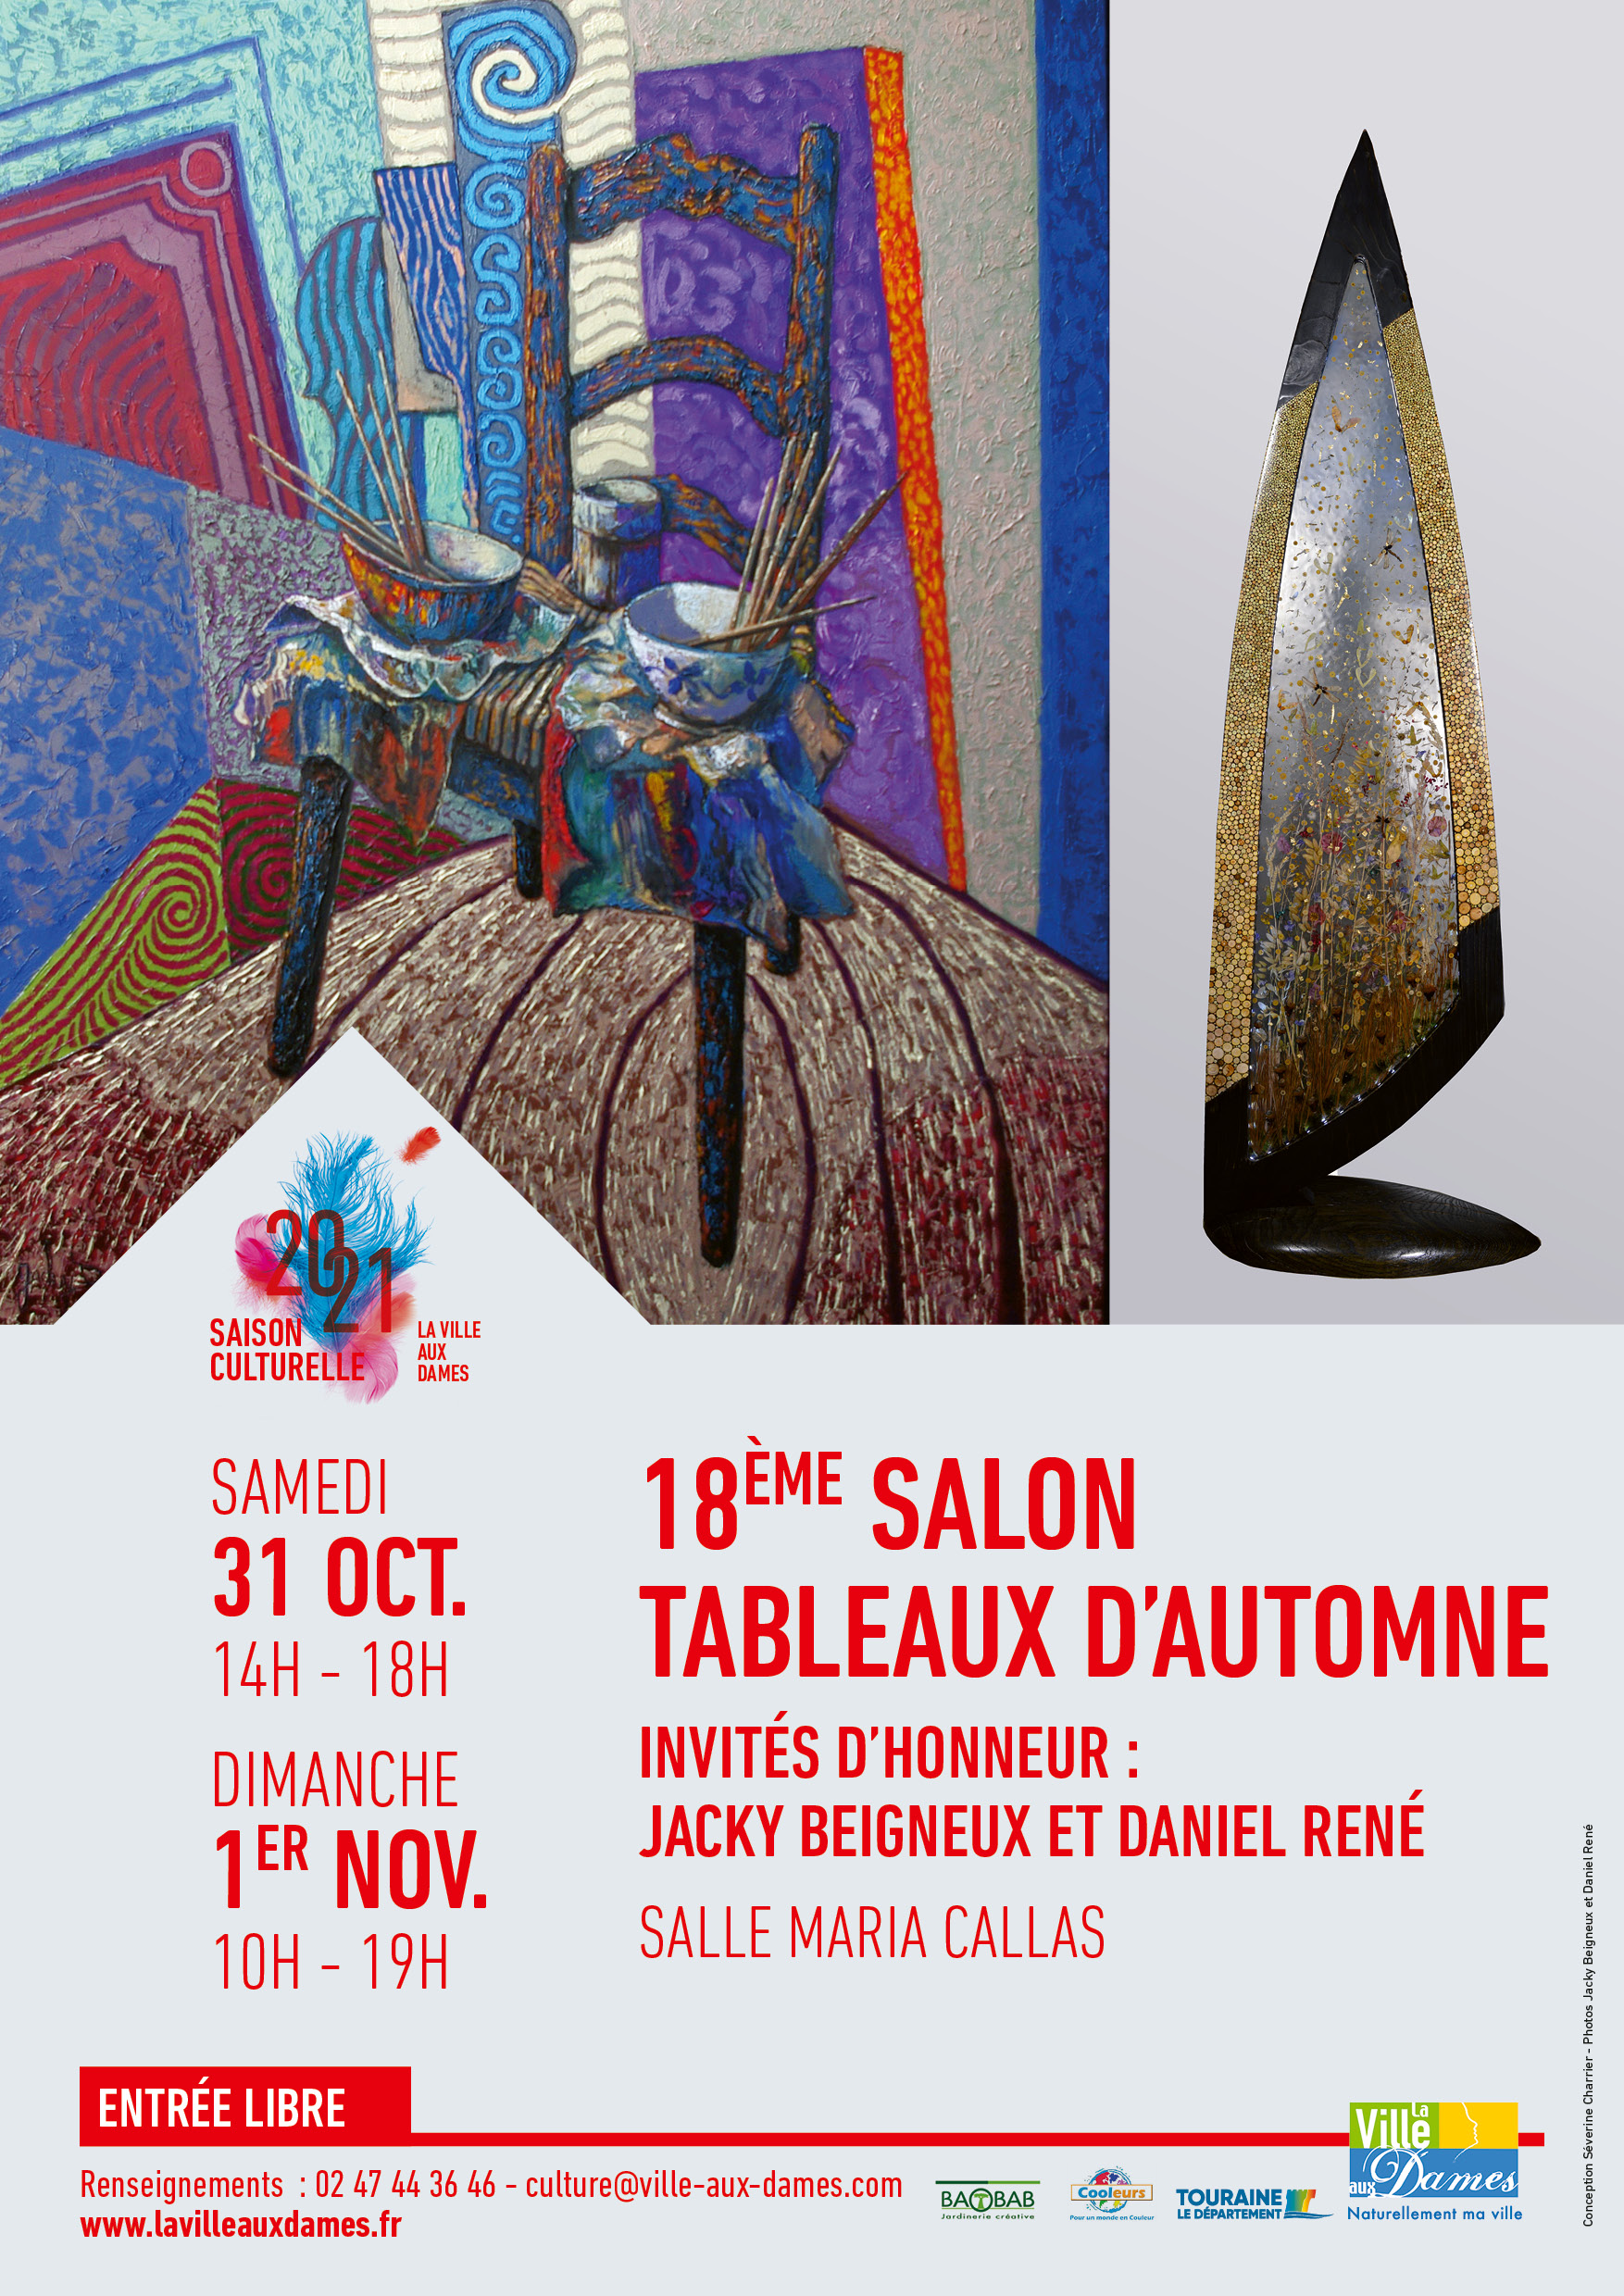 2021
SAISON
CULTURELLE
LA VILLE
AUX
DAMES
SAMEDI
31 OCT.
14H - 18H
DIMANCHE
1ER NOV.
10H - 19H
18ÈME SALON
TABLEAUX D'AUTOMNE
INVITÉS D'HONNEUR :
JACKY BEIGNEUX ET DANIEL RENÉ
SALLE MARIA CALLAS
ENTRÉE LIBRE
Renseignements : 02 47 44 36 46 - culture@ville-aux-dames.com
www.lavilleauxdames.fr
BAOBAB
Jardinerie créative
Cooleurs
Pour un monde en Couleur
TOURAINE
LE DÉPARTEMENT
La
Ville
aux Dames
Naturellement ma ville
Conception Séverine Charrier - Photos Jacky Beigneux et Daniel René